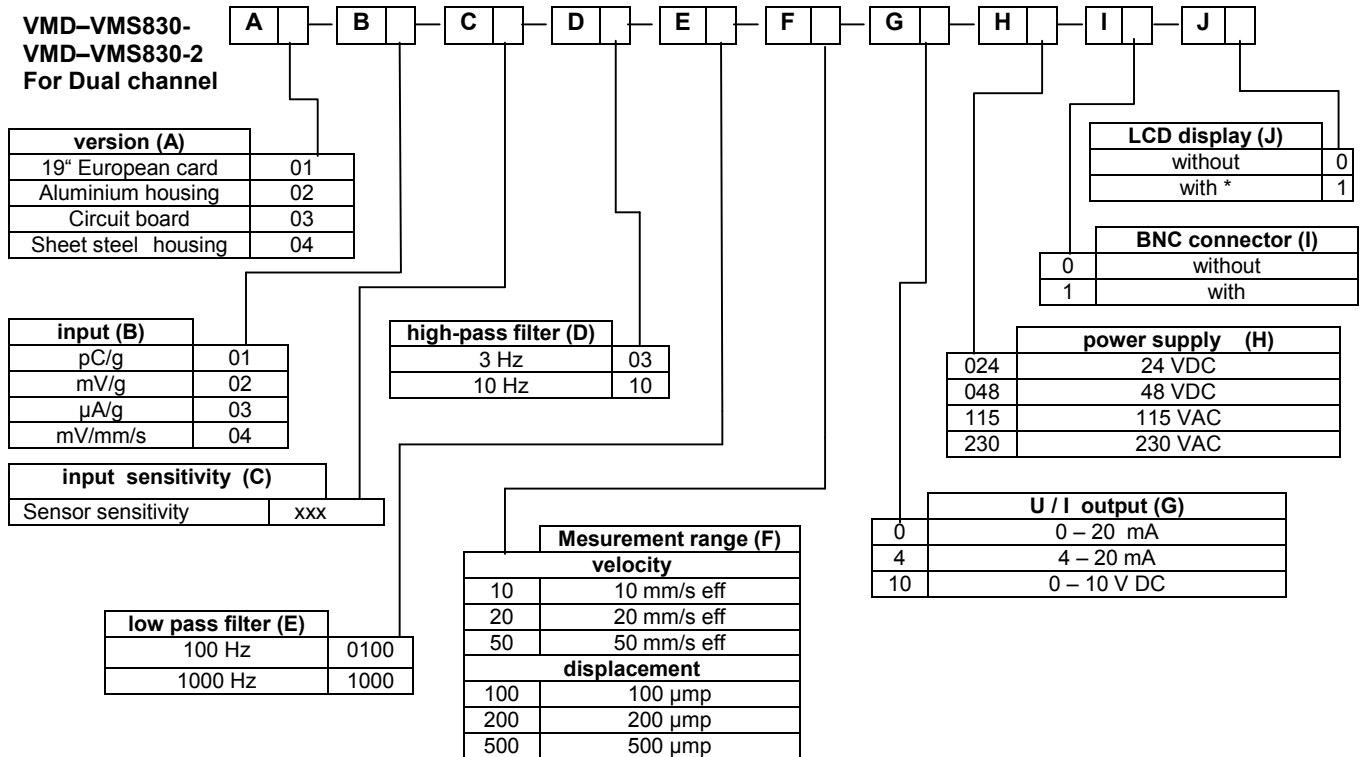 VMD–VMS830-
VMD–VMS830-2
For Dual channel
A B C D E F G H I J
version (A)
19“ European card 01
Aluminium housing 02
Circuit board 03
Sheet steel housing 04
LCD display (J)
without 0
with * 1
BNC connector (I)
0 without
1 with
input (B)
pC/g 01
mV/g 02
µA/g 03
mV/mm/s 04
high-pass filter (D)
3 Hz 03
10 Hz 10
power supply (H)
024 24 VDC
048 48 VDC
115 115 VAC
230 230 VAC
input sensitivity (C)
Sensor sensitivity xxx
U / I output (G)
0 0 – 20 mA
4 4 – 20 mA
10 0 – 10 V DC
Mesurement range (F)
velocity
10 10 mm/s eff
20 20 mm/s eff
50 50 mm/s eff
displacement
100 100 µmp
200 200 µmp
500 500 µmp
low pass filter (E)
100 Hz 0100
1000 Hz 1000